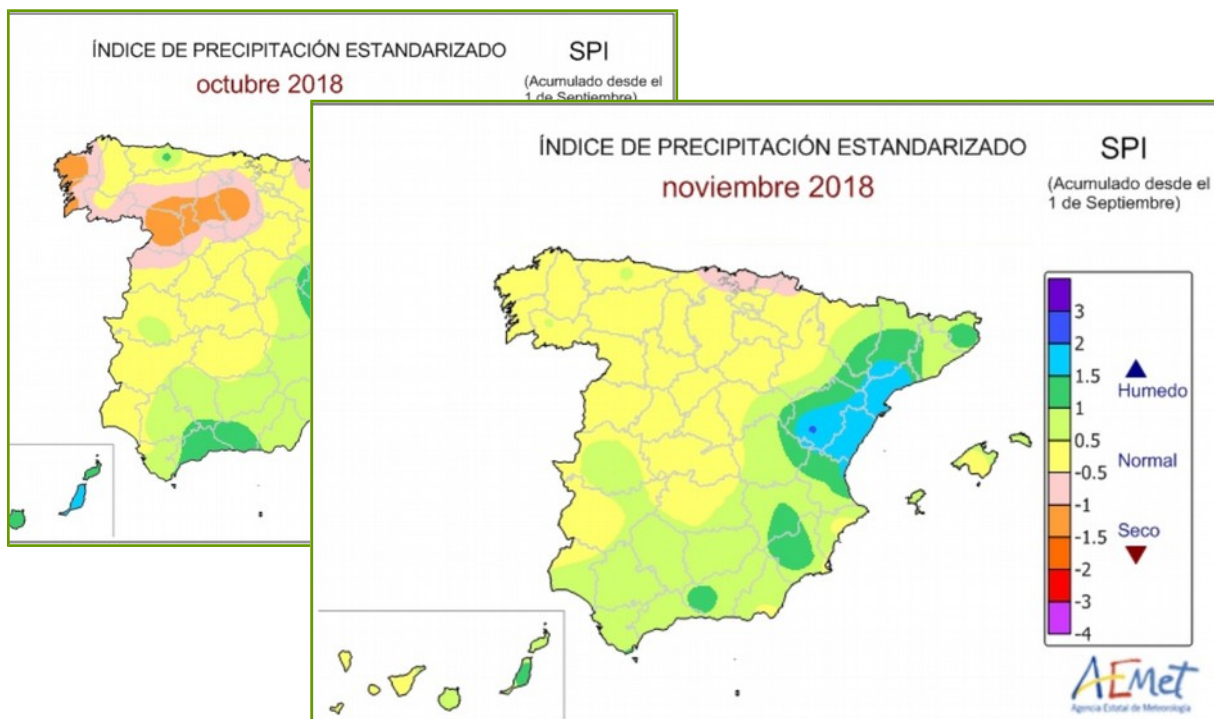 ÍNDICE DE PRECIPITACIÓN ESTANDARIZADO
SPI
octubre 2018
(Acumulado desde el
1 de Septiembre)
ÍNDICE DE PRECIPITACIÓN ESTANDARIZADO
SPI
noviembre 2018
(Acumulado desde el
1 de Septiembre)
3
2
1.5
1
0.5
-0.5
-1
-1.5
-2
-3
-4
Humedo
Normal
Seco
AEMet
Agencia Estatal de Meteorología